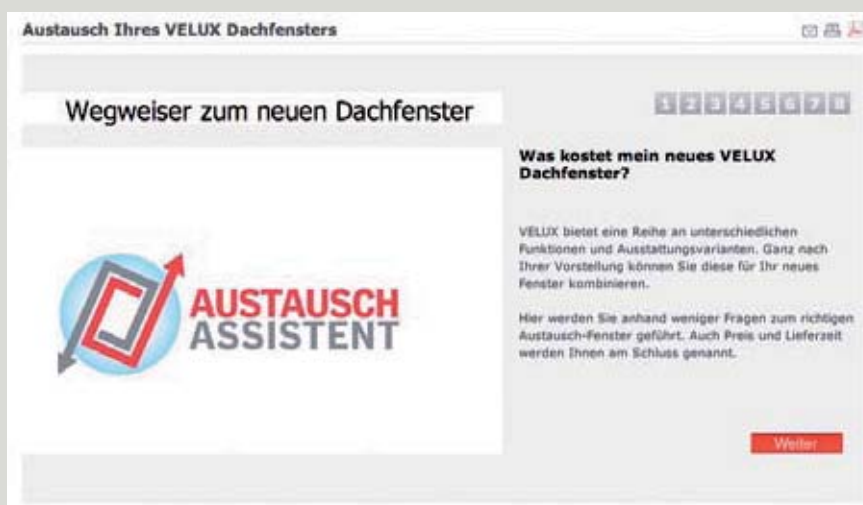 Austausch Ihres VELUX Dachfensters
Wegweiser zum neuen Dachfenster
1 2 3 4 5 6 7 8
Was kostet mein neues VELUX
Dachfenster?
VELUX bietet eine Reihe an unterschiedlichen
Funktionen und Ausstattungsvarianten. Ganz nach
Ihrer Vorstellung können Sie diese für Ihr neues
Fenster kombinieren.
Hier werden Sie anhand weniger Fragen zum richtigen
Austausch-Fenster geführt. Auch Preis und Lieferzeit
werden Ihnen am Schluss genannt.
AUSTAUSCH
ASSISTENT
Weiter